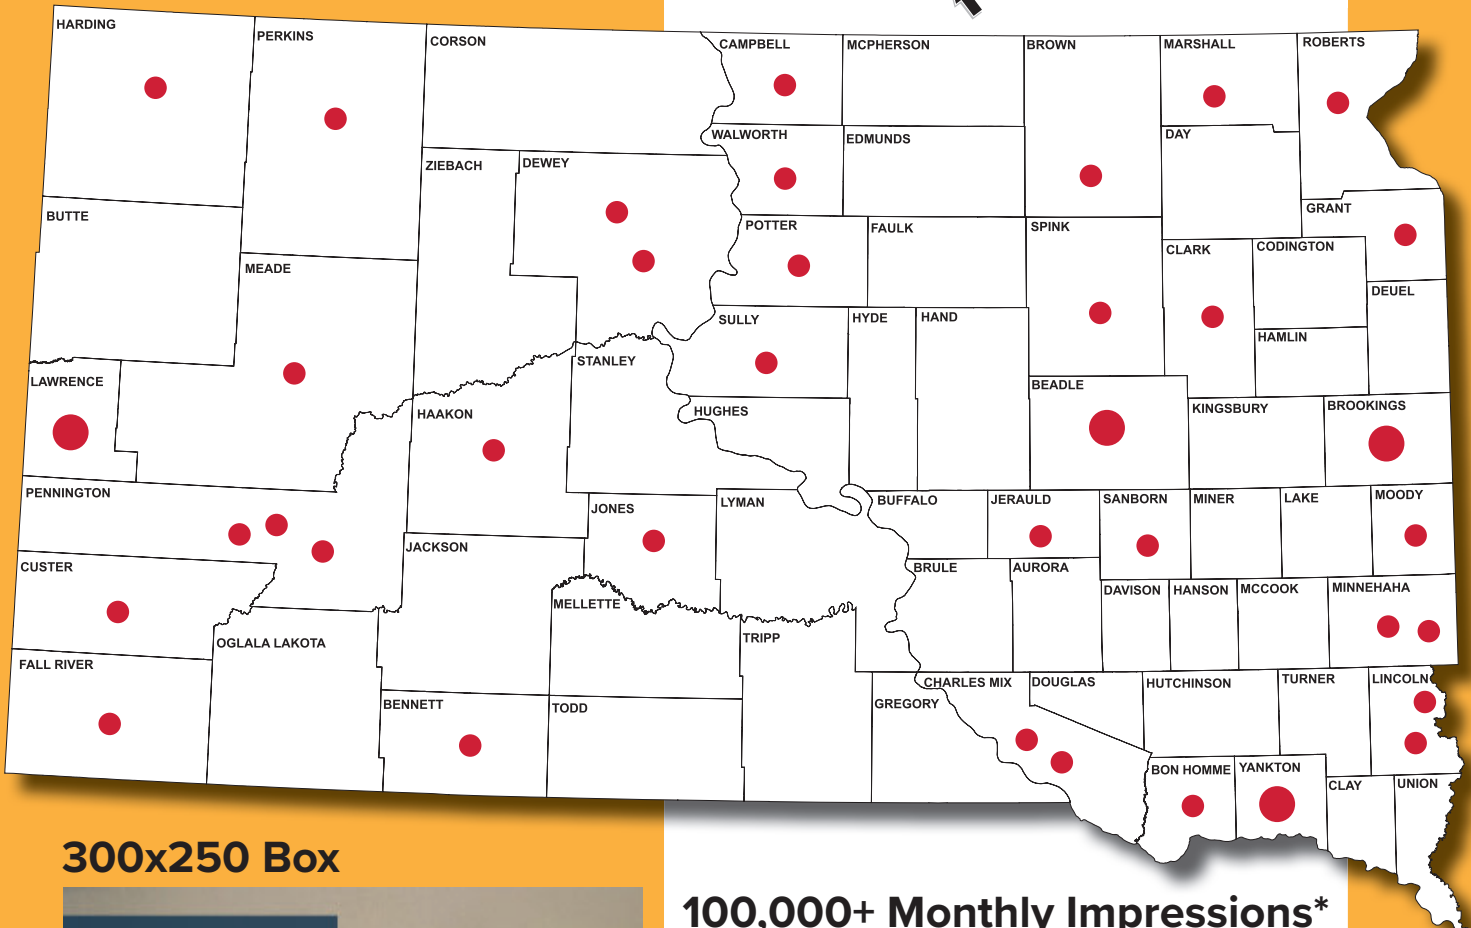 HARDING
PERKINS
CORSON
CAMPBELL
MCPHERSON
BROWN
MARSHALL
ROBERTS
WALWORTH
EDMUNDS
DAY
ZIEBACH
DEWEY
BUTTE
POTTER
FAULK
SPINK
GRANT
CLARK
CODINGTON
MEADE
DEUEL
SULLY
HYDE
HAND
HAMLIN
LAWRENCE
STANLEY
BEADLE
HAAKON
HUGHES
KINGSBURY
BROOKINGS
PENNINGTON
JONES
LYMAN
BUFFALO
JERAULD
SANBORN
MINER
LAKE
MOODY
CUSTER
JACKSON
BRULE
AURORA
MELLETTE
DAVISON
HANSON
MCCOOK
MINNEHAHA
OGLALA LAKOTA
TRIPP
FALL RIVER
CHARLES MIX
DOUGLAS
HUTCHINSON
TURNER
LINCOLN
BENNETT
TODD
GREGORY
BON HOMME
YANKTON
CLAY
UNION
300x250 Box
100,000+ Monthly Impressions*